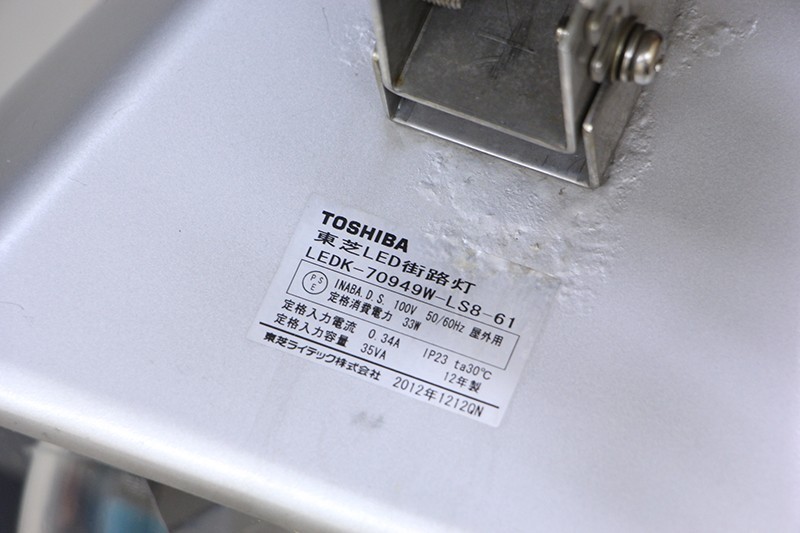 TOSHIBA
東芝LED街路灯
LEDK-70949W-LS8-61
PSE INABA.D.S. 100V 50/60Hz 屋外用
定格消費電力 33W
定格入力電流 0.34A IP23 ta30℃
定格入力容量 35VA 12年製
東芝ライテック株式会社 2012年1212QN